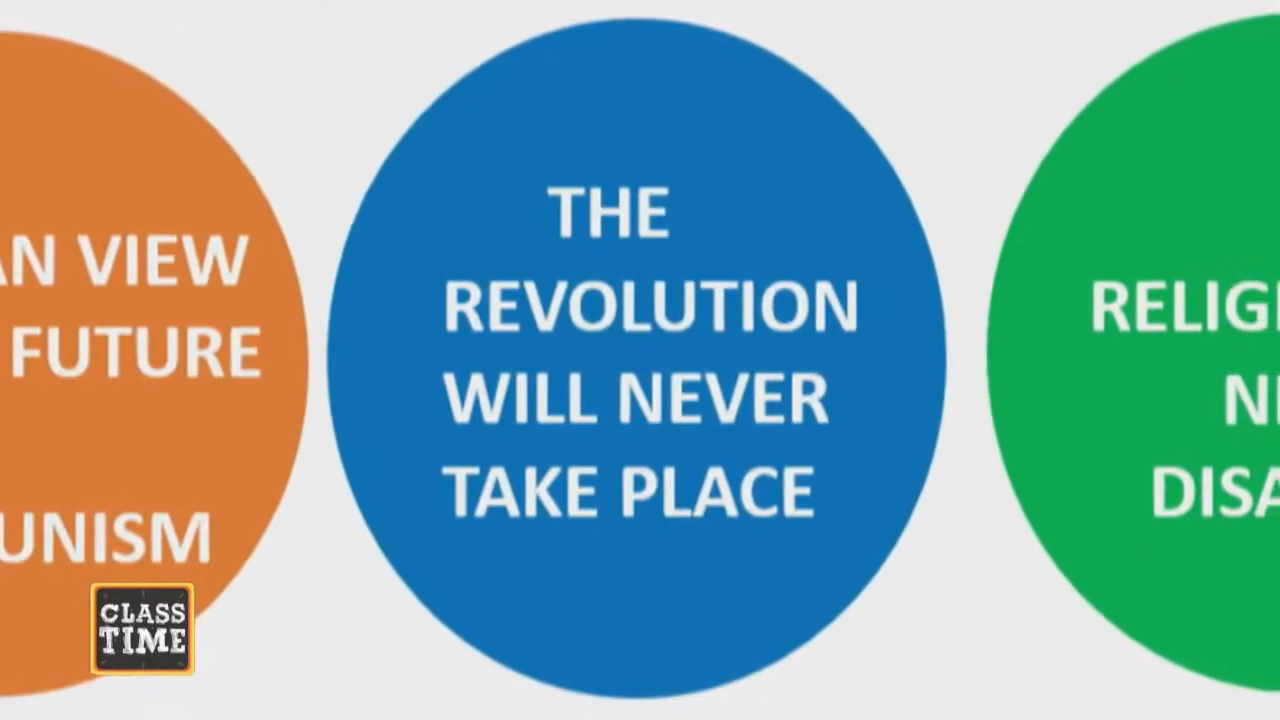 AN VIEW
FUTURE
UNISM
THE
REVOLUTION
WILL NEVER
TAKE PLACE
RELIG
DISA
CLASS
TIME